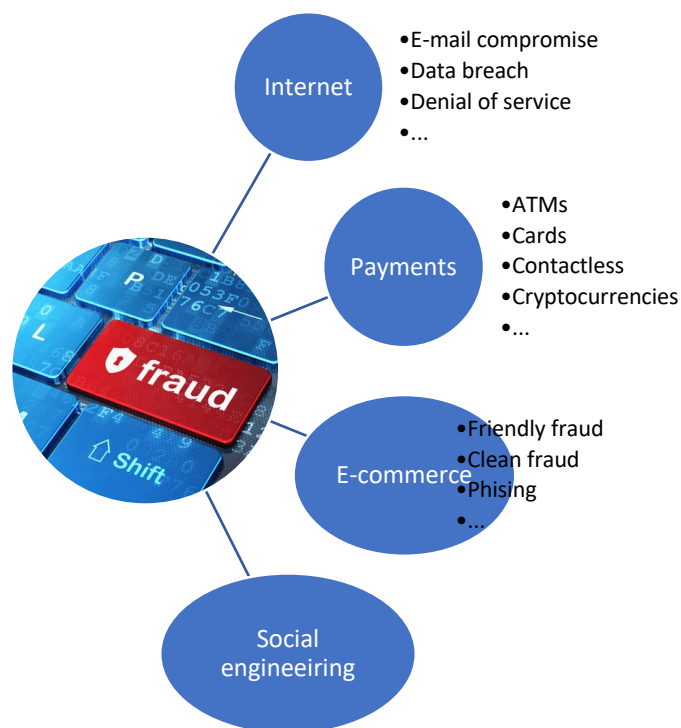 Internet
•E-mail compromise
•Data breach
•Denial of service
•...
Payments
•ATMs
•Cards
•Contactless
•Cryptocurrencies
•...
P
L
fraud
Shift
E-commerce
•Friendly fraud
•Clean fraud
•Phising
•...
Social
engineeiring